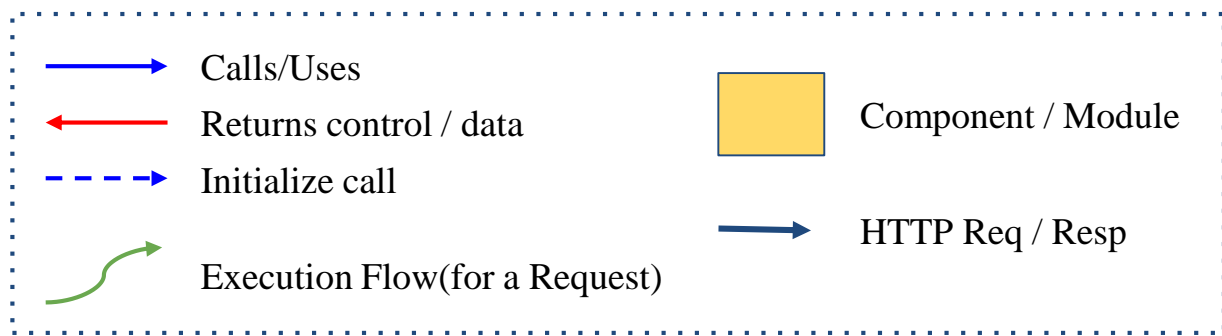 Calls/Uses
Returns control / data
Initialize call
Execution Flow(for a Request)
Component / Module
HTTP Req / Resp